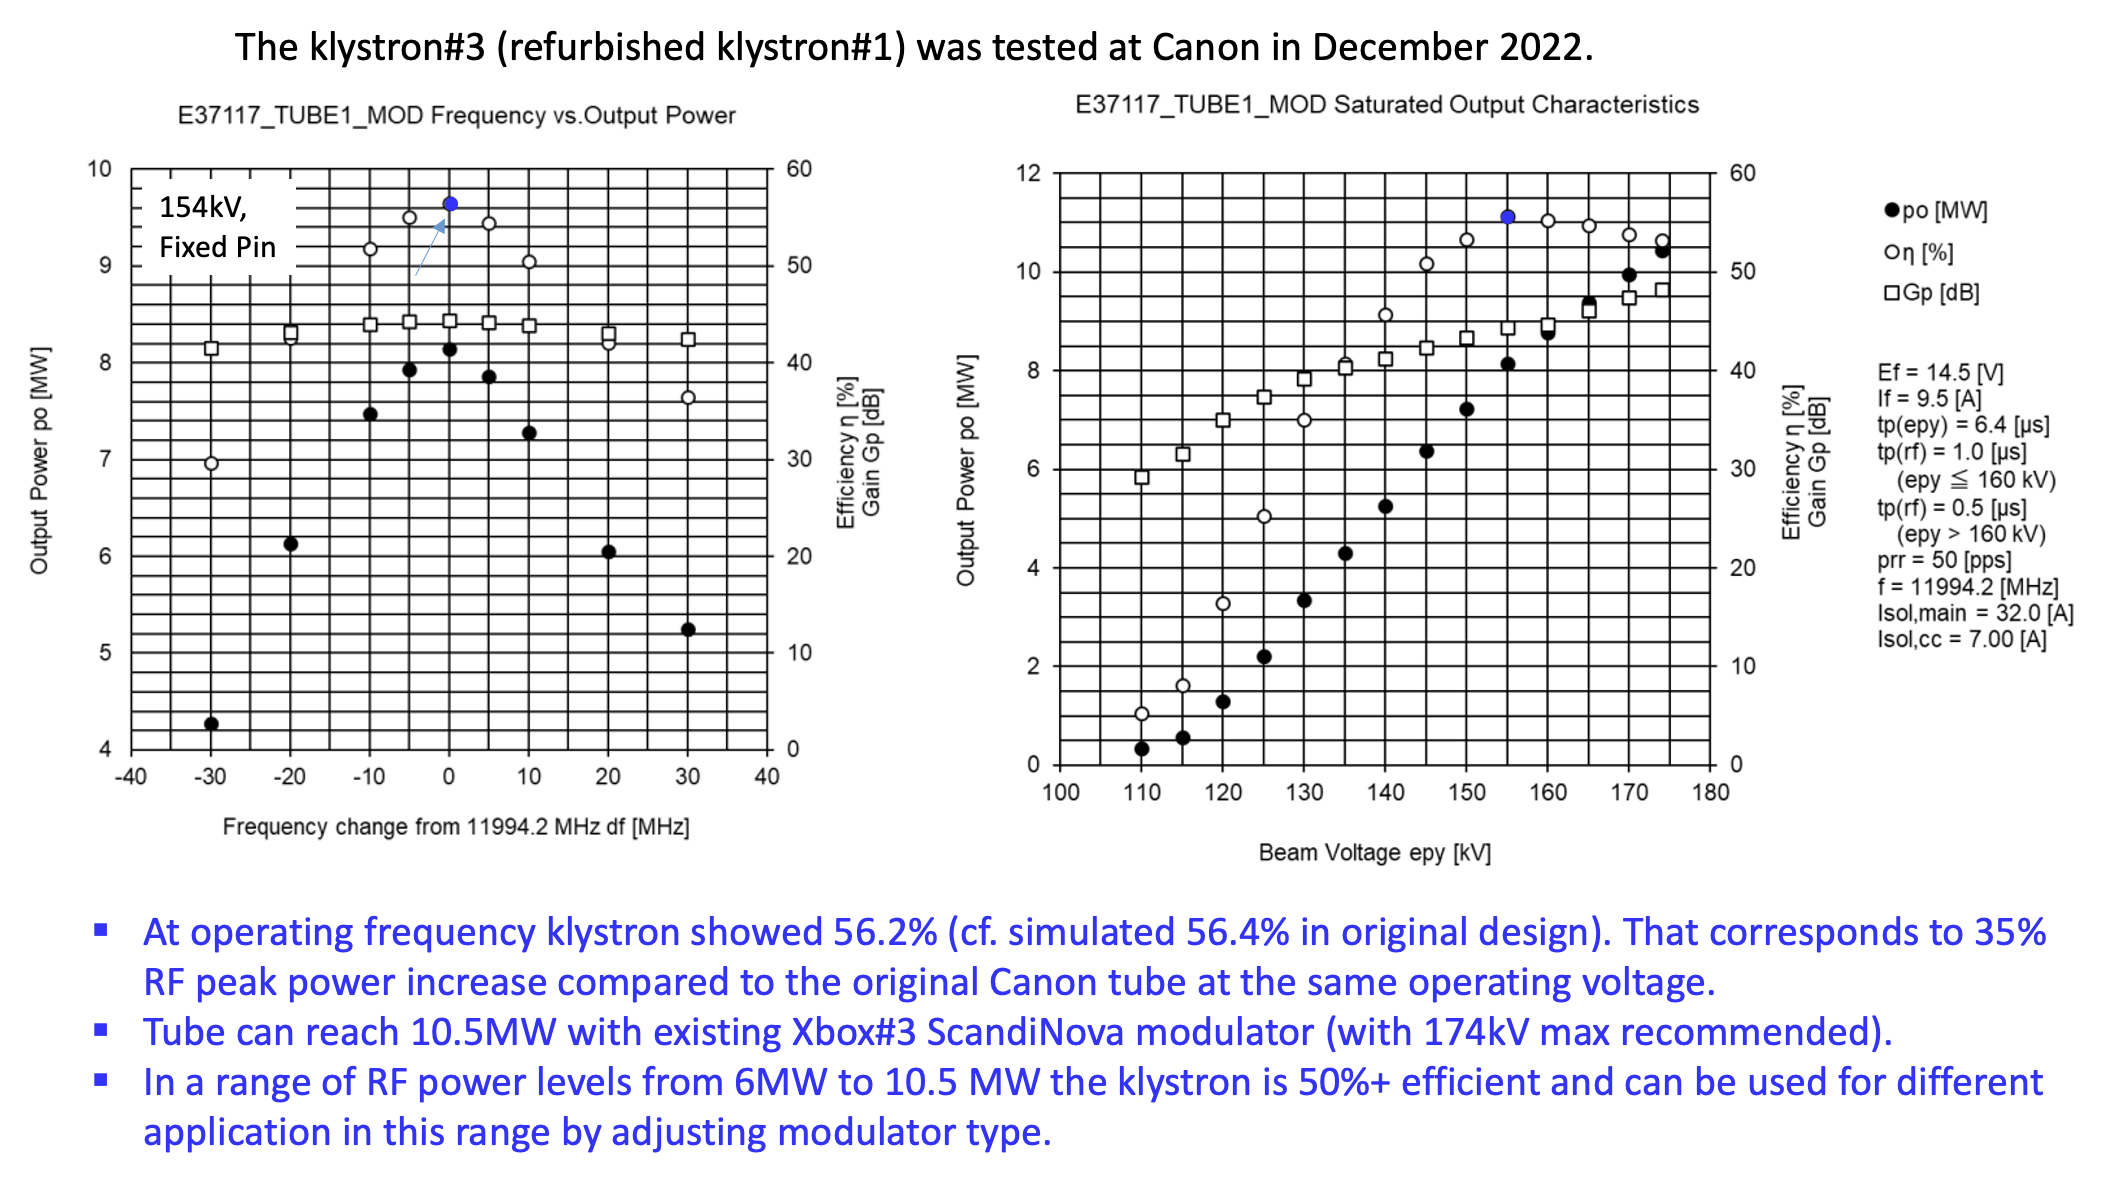 The klystron#3 (refurbished klystron#1) was tested at Canon in December 2022.
E37117_TUBE1_MOD Frequency vs.Output Power
10
9
8
7
6
5
4
60
50
40
30
20
10
0
-40 -30 -20 -10 0 10 20 30 40
154kV,
Fixed Pin
Output Power po [MW]
Efficiency η [%]
Gain Gp [dB]
Frequency change from 11994.2 MHz df [MHz]
E37117_TUBE1_MOD Saturated Output Characteristics
12
10
8
6
4
2
0
60
50
40
30
20
10
0
100 110 120 130 140 150 160 170 180
Output Power po [MW]
Efficiency η [%]
Gain Gp [dB]
Beam Voltage epy [kV]
po [MW]
η [%]
Gp [dB]
Ef = 14.5 [V]
If = 9.5 [A]
tp(epy) = 6.4 [µs]
tp(rf) = 1.0 [µs]
(epy ≦ 160 kV)
tp(rf) = 0.5 [µs]
(epy > 160 kV)
prr = 50 [pps]
f = 11994.2 [MHz]
Isol,main = 32.0 [A]
Isol,cc = 7.00 [A]
▪ At operating frequency klystron showed 56.2% (cf. simulated 56.4% in original design). That corresponds to 35%
RF peak power increase compared to the original Canon tube at the same operating voltage.
▪ Tube can reach 10.5MW with existing Xbox#3 ScandiNova modulator (with 174kV max recommended).
▪ In a range of RF power levels from 6MW to 10.5 MW the klystron is 50%+ efficient and can be used for different
application in this range by adjusting modulator type.